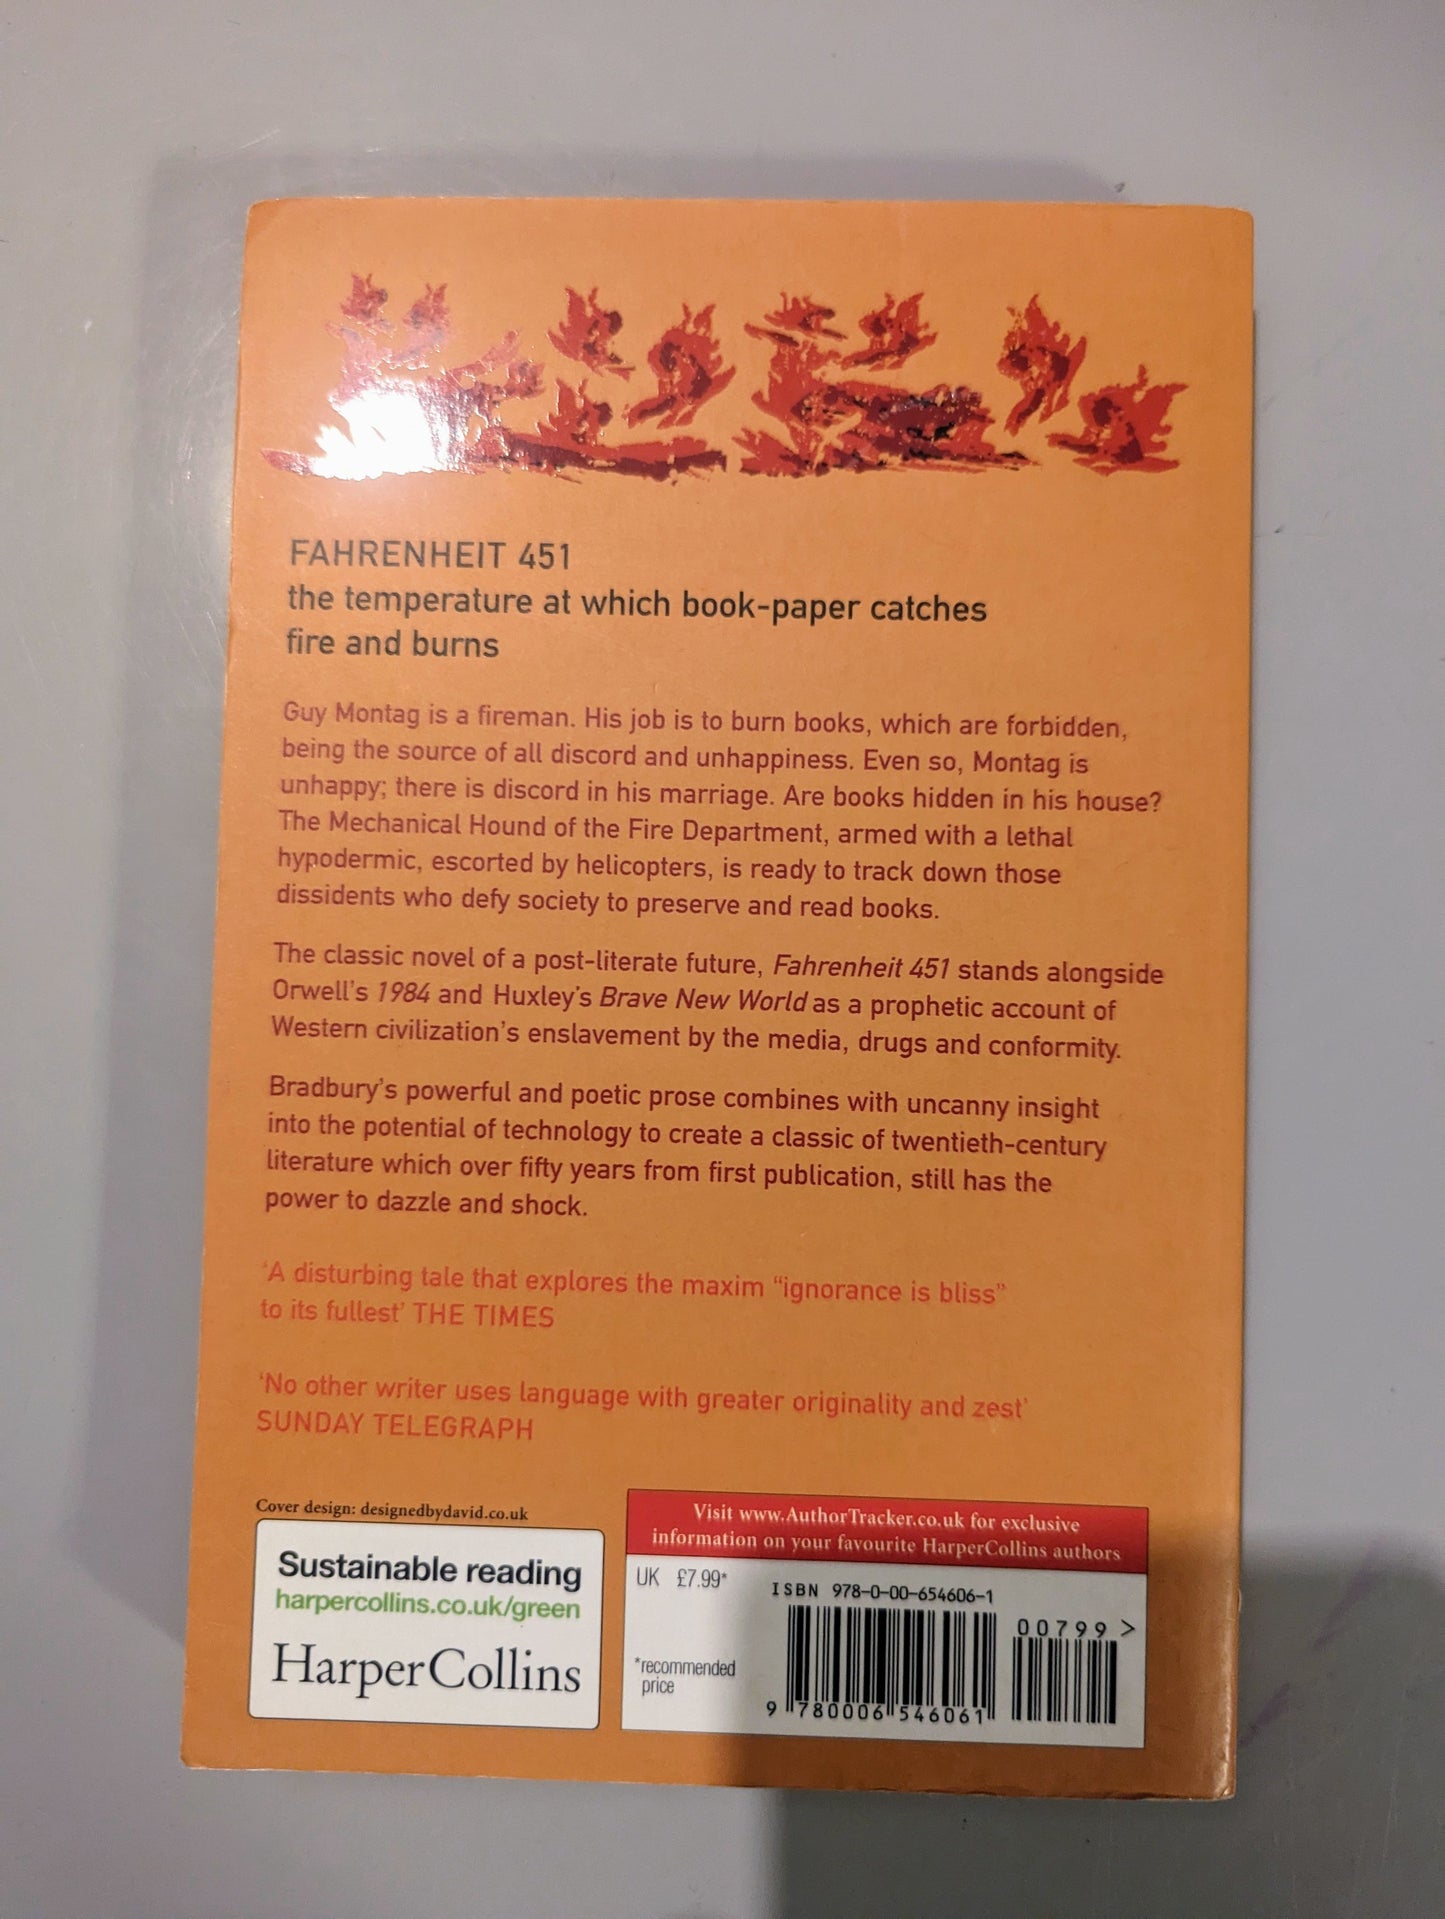 FAHRENHEIT 451
the temperature at which book-paper catches
fire and burns
Guy Montag is a fireman. His job is to burn books, which are forbidden,
being the source of all discord and unhappiness. Even so, Montag is
unhappy; there is discord in his marriage. Are books hidden in his house?
The Mechanical Hound of the Fire Department, armed with a lethal
hypodermic, escorted by helicopters, is ready to track down those
dissidents who defy society to preserve and read books.
The classic novel of a post-literate future, Fahrenheit 451 stands alongside
Orwell's 1984 and Huxley's Brave New World as a prophetic account of
Western civilization's enslavement by the media, drugs and conformity.
Bradbury's powerful and poetic prose combines with uncanny insight
into the potential of technology to create a classic of twentieth-century
literature which over fifty years from first publication, still has the
power to dazzle and shock.
'A disturbing tale that explores the maxim "ignorance is bliss"
to its fullest' THE TIMES
'No other writer uses language with greater originality and zest'
SUNDAY TELEGRAPH
Cover design: designedbydavid.co.uk
Sustainable reading
harpercollins.co.uk/green
HarperCollins
Visit www.AuthorTracker.co.uk for exclusive
information on your favourite HarperCollins authors
UK £7.99*
*recommended
price
ISBN 978-0-00-654606-1
00799 >
9 780006 546061